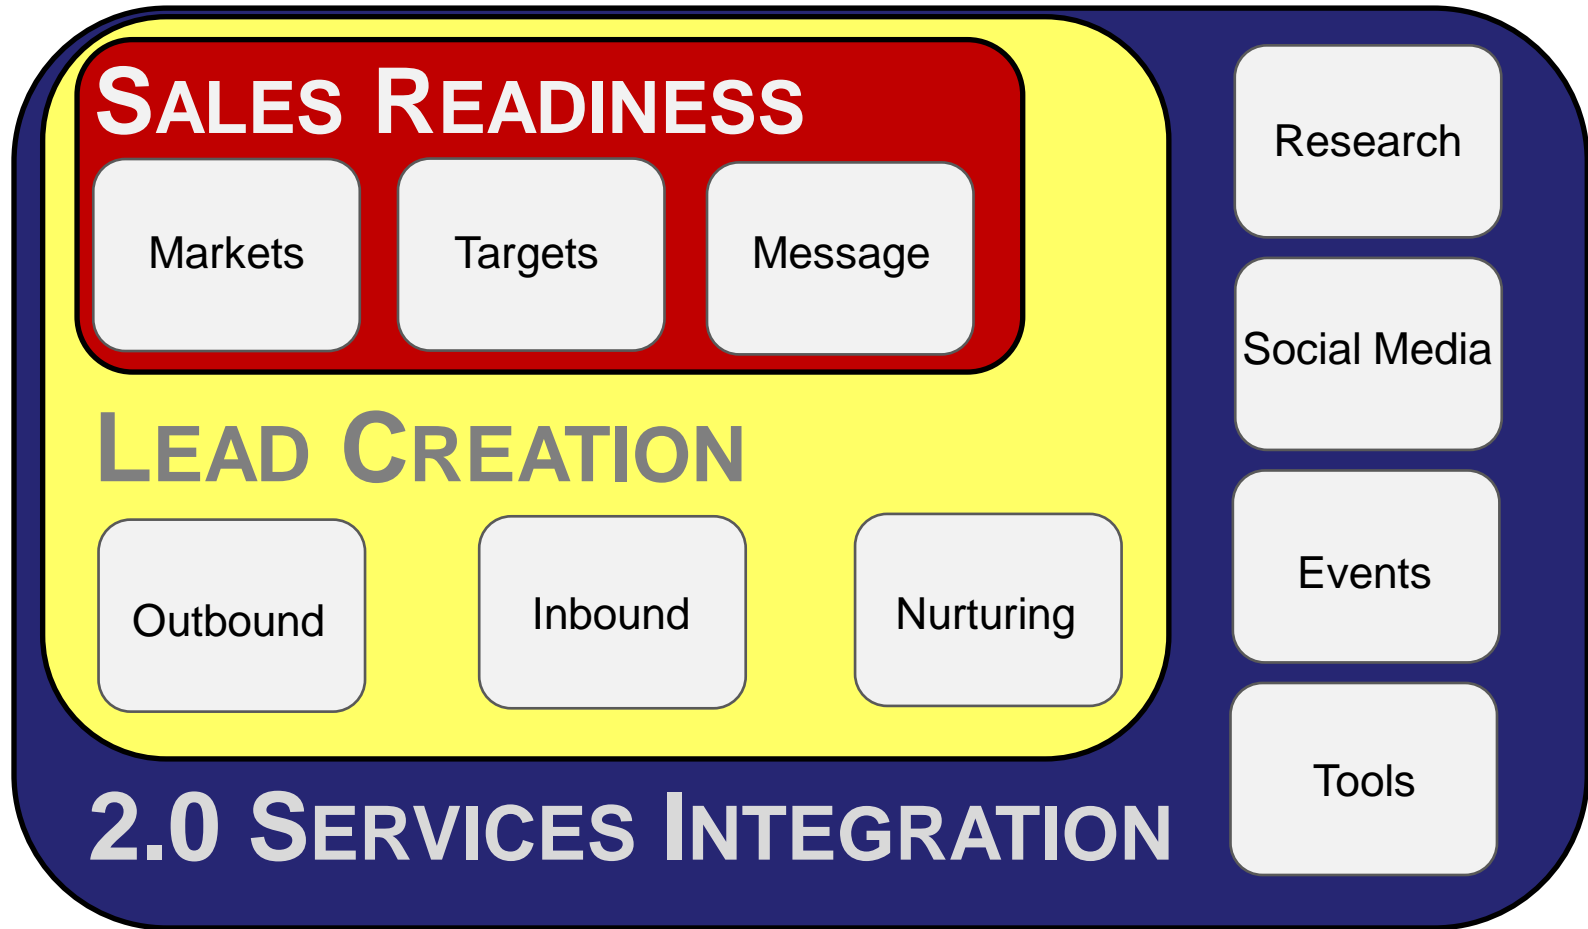 SALES READINESS
Markets
Targets
Message
LEAD CREATION
Outbound
Inbound
Nurturing
2.0 SERVICES INTEGRATION
Research
Social Media
Events
Tools